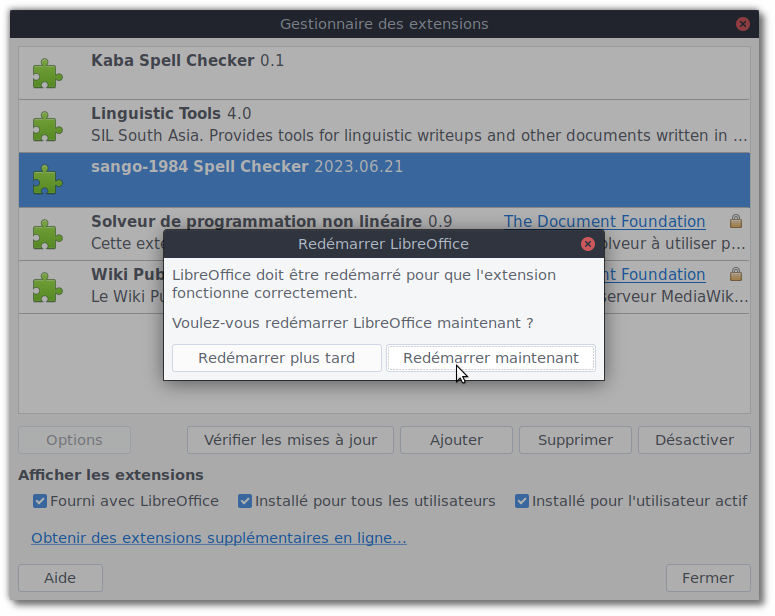 Gestionnaire des extensions
Kaba Spell Checker 0.1
Linguistic Tools 4.0
SIL South Asia. Provides tools for linguistic writeups and other documents written in ...
sango-1984 Spell Checker 2023.06.21
Solveur de programmation non linéaire 0.9 The Document Foundation
Cette exte olveur à utiliser p...
Redémarrer LibreOffice
Wiki Pub nt Foundation
Le Wiki Pu serveur MediaWik...
LibreOffice doit être redémarré pour que l'extension
fonctionne correctement.
Voulez-vous redémarrer LibreOffice maintenant ?
Redémarrer plus tard Redémarrer maintenant
Options Vérifier les mises à jour Ajouter Supprimer Désactiver
Afficher les extensions
Fourni avec LibreOffice Installé pour tous les utilisateurs Installé pour l'utilisateur actif
Obtenir des extensions supplémentaires en ligne...
Aide Fermer